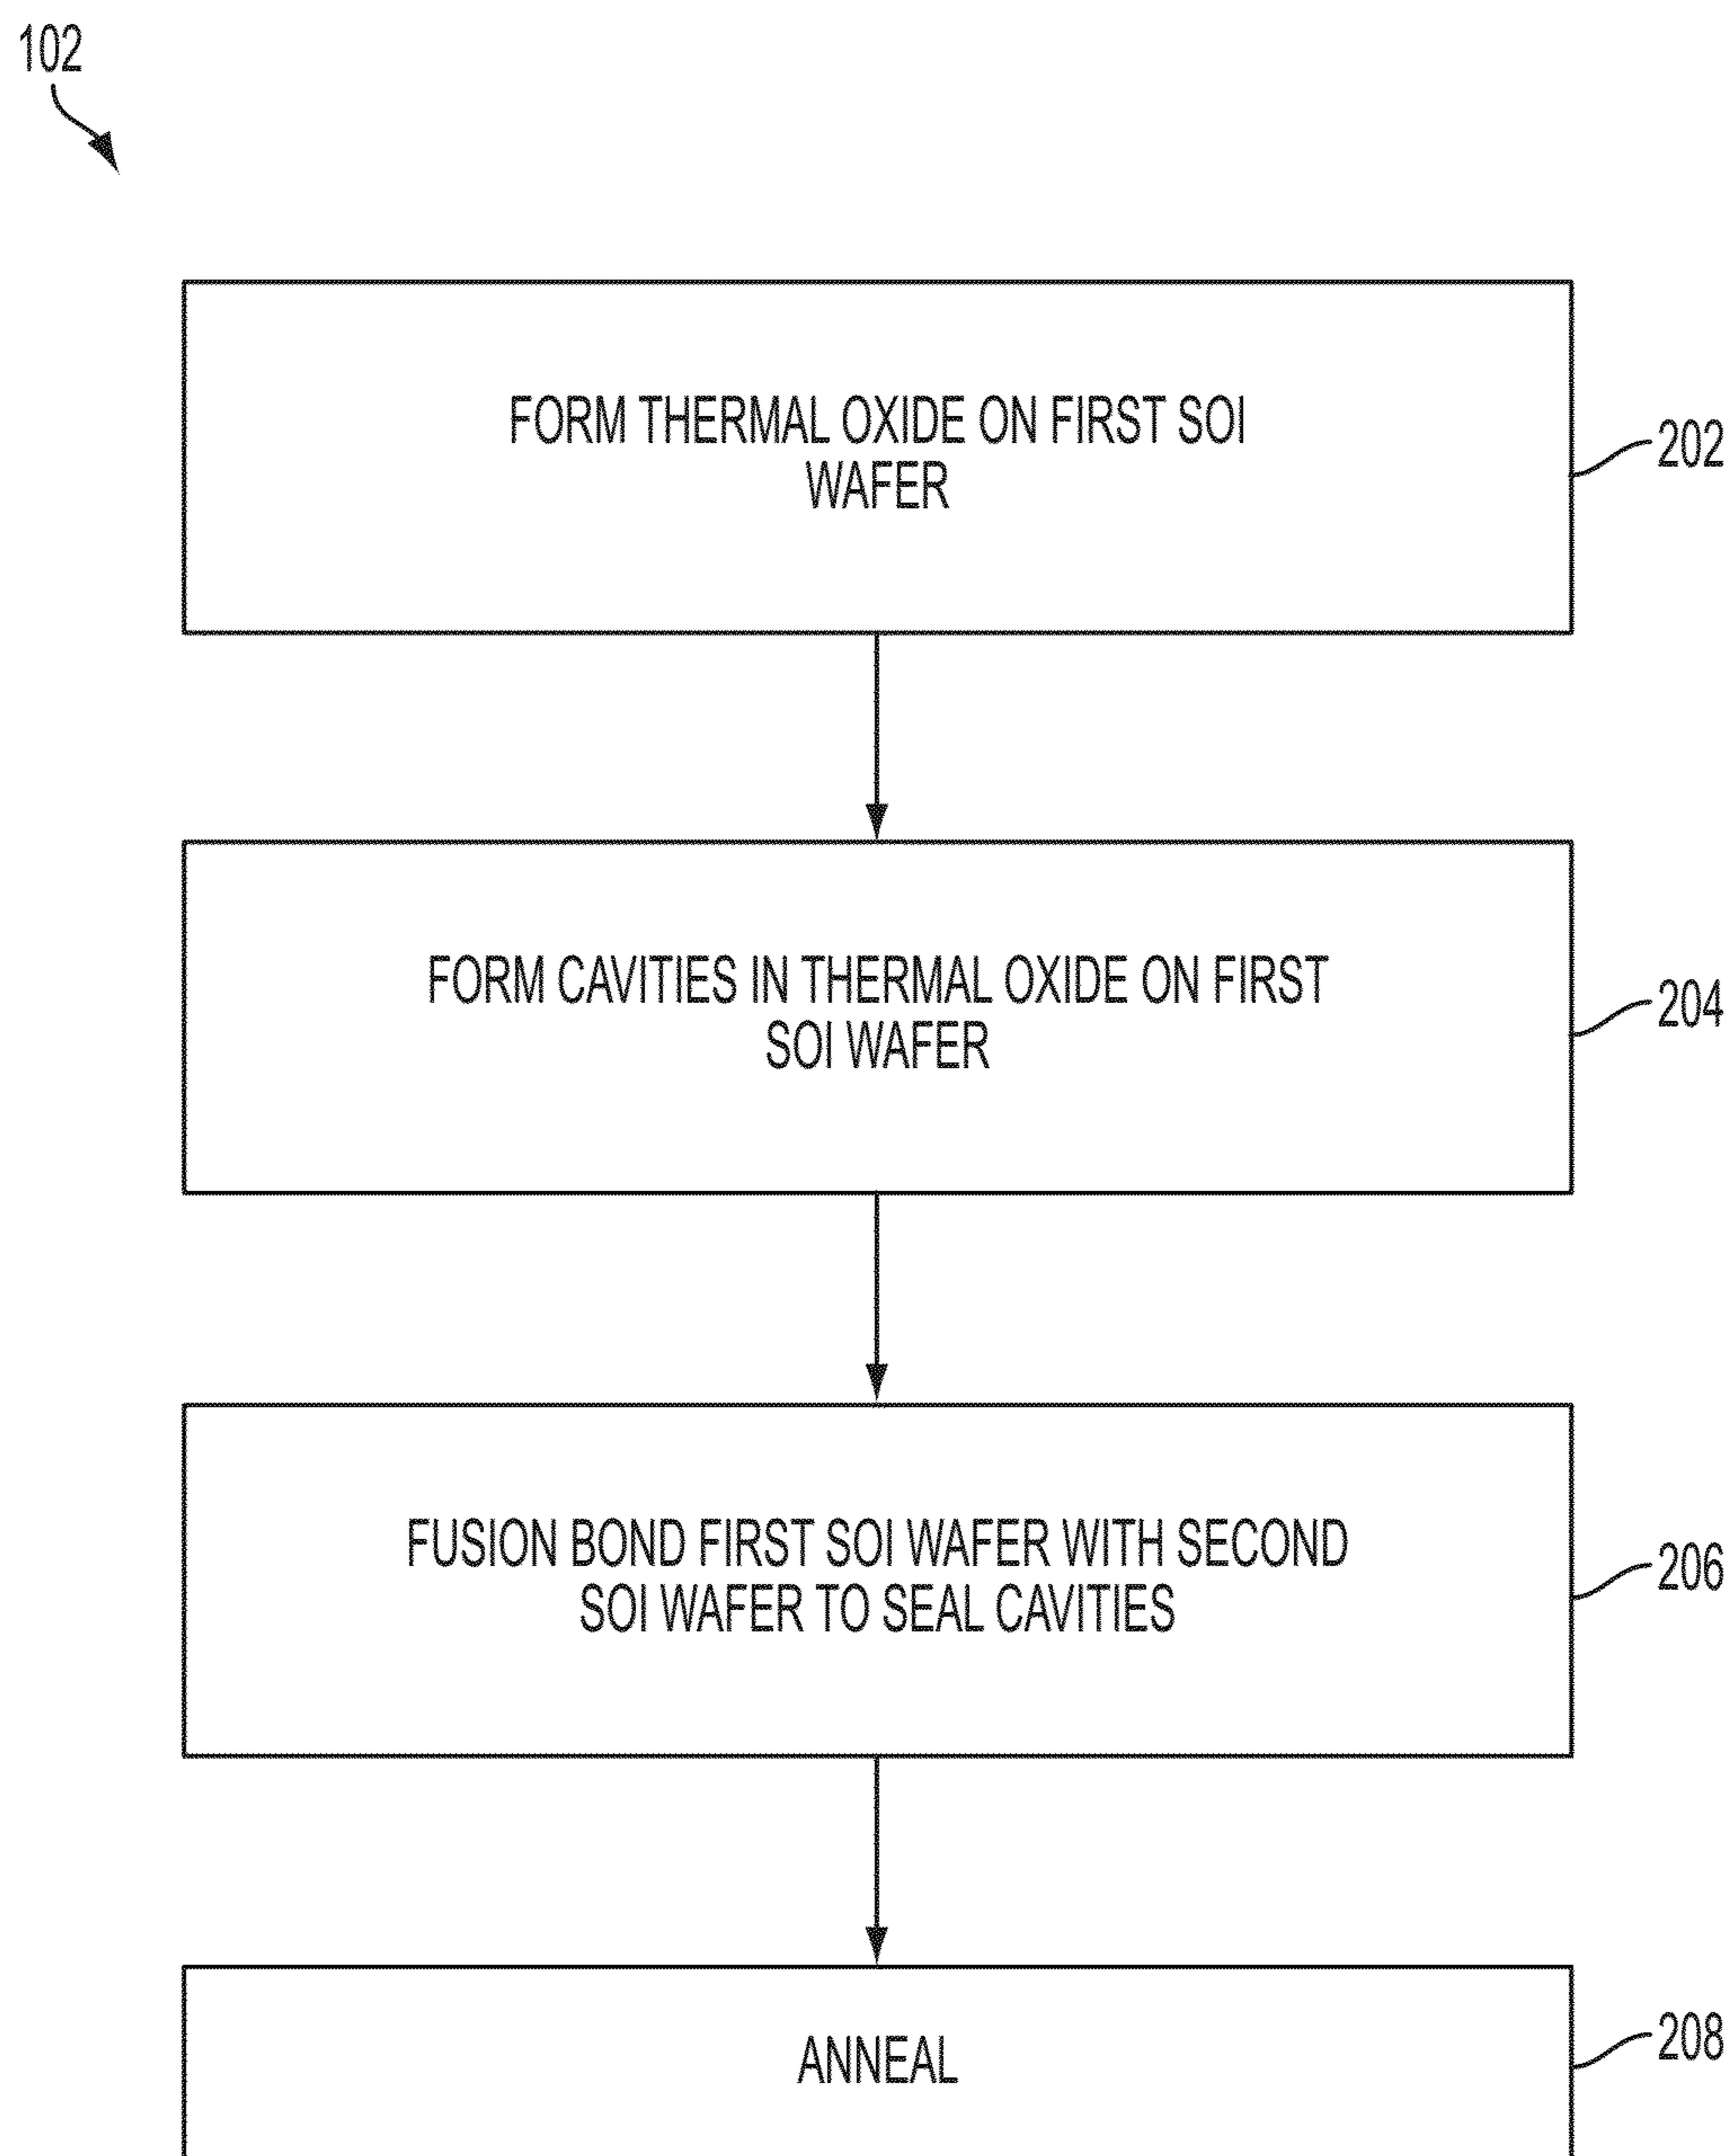 102
FORM THERMAL OXIDE ON FIRST SOI
WAFER
202
FORM CAVITIES IN THERMAL OXIDE ON FIRST
SOI WAFER
204
FUSION BOND FIRST SOI WAFER WITH SECOND
SOI WAFER TO SEAL CAVITIES
206
ANNEAL
208